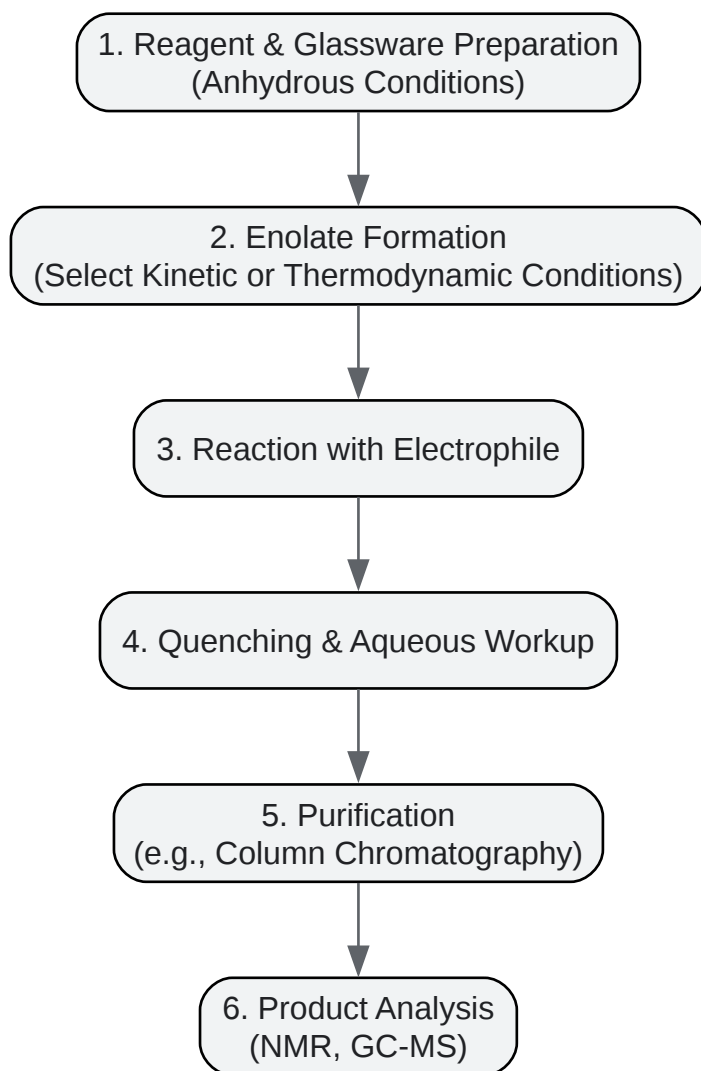 1. Reagent & Glassware Preparation
(Anhydrous Conditions)
2. Enolate Formation
(Select Kinetic or Thermodynamic Conditions)
3. Reaction with Electrophile
4. Quenching & Aqueous Workup
5. Purification
(e.g., Column Chromatography)
6. Product Analysis
(NMR, GC-MS)